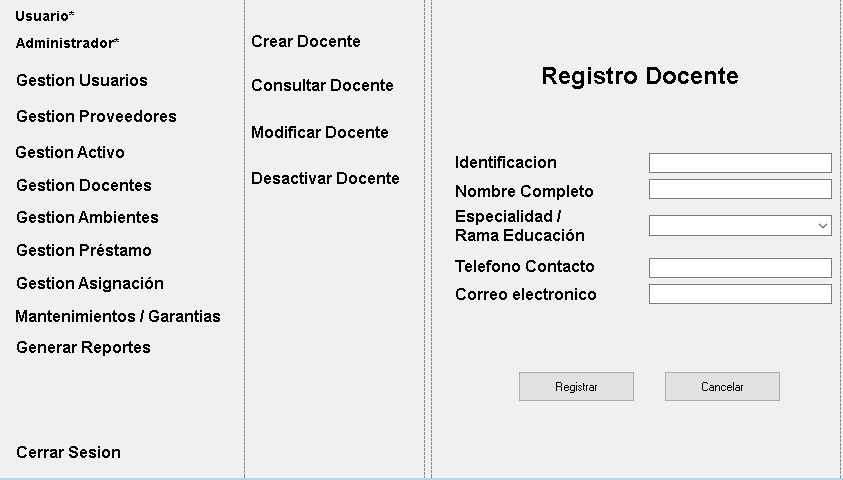 Usuario*
Administrador*
Gestion Usuarios
Gestion Proveedores
Gestion Activo
Gestion Docentes
Gestion Ambientes
Gestion Préstamo
Gestion Asignación
Mantenimientos / Garantias
Generar Reportes
Cerrar Sesion
Crear Docente
Consultar Docente
Modificar Docente
Desactivar Docente
Registro Docente
Identificacion
Nombre Completo
Especialidad /
Rama Educación
Telefono Contacto
Correo electronico
Registrar
Cancelar